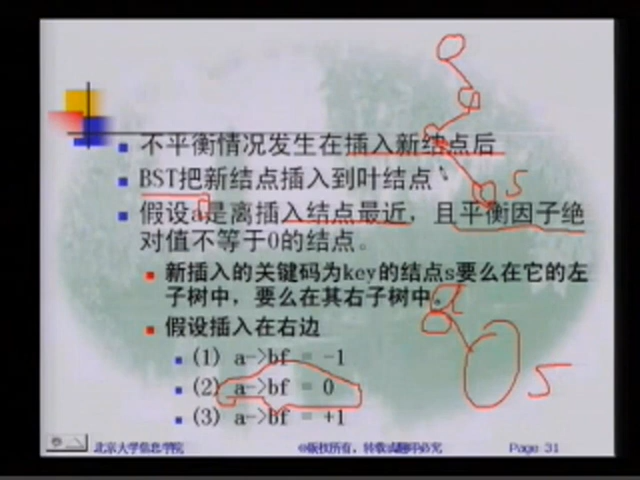 不平衡情况发生在插入新结点后
BST把新结点插入到叶结点
假设a是离插入结点最近，且平衡因子绝
对值不等于0的结点。
新插入的关键码为key的结点s要么在它的左
子树中，要么在其右子树中。
假设插入在右边
(1) a->bf = -1
(2) a->bf = 0
(3) a->bf = +1
s
a
s
北京大学信息学院
©版权所有，转载或翻印必究
Page 31